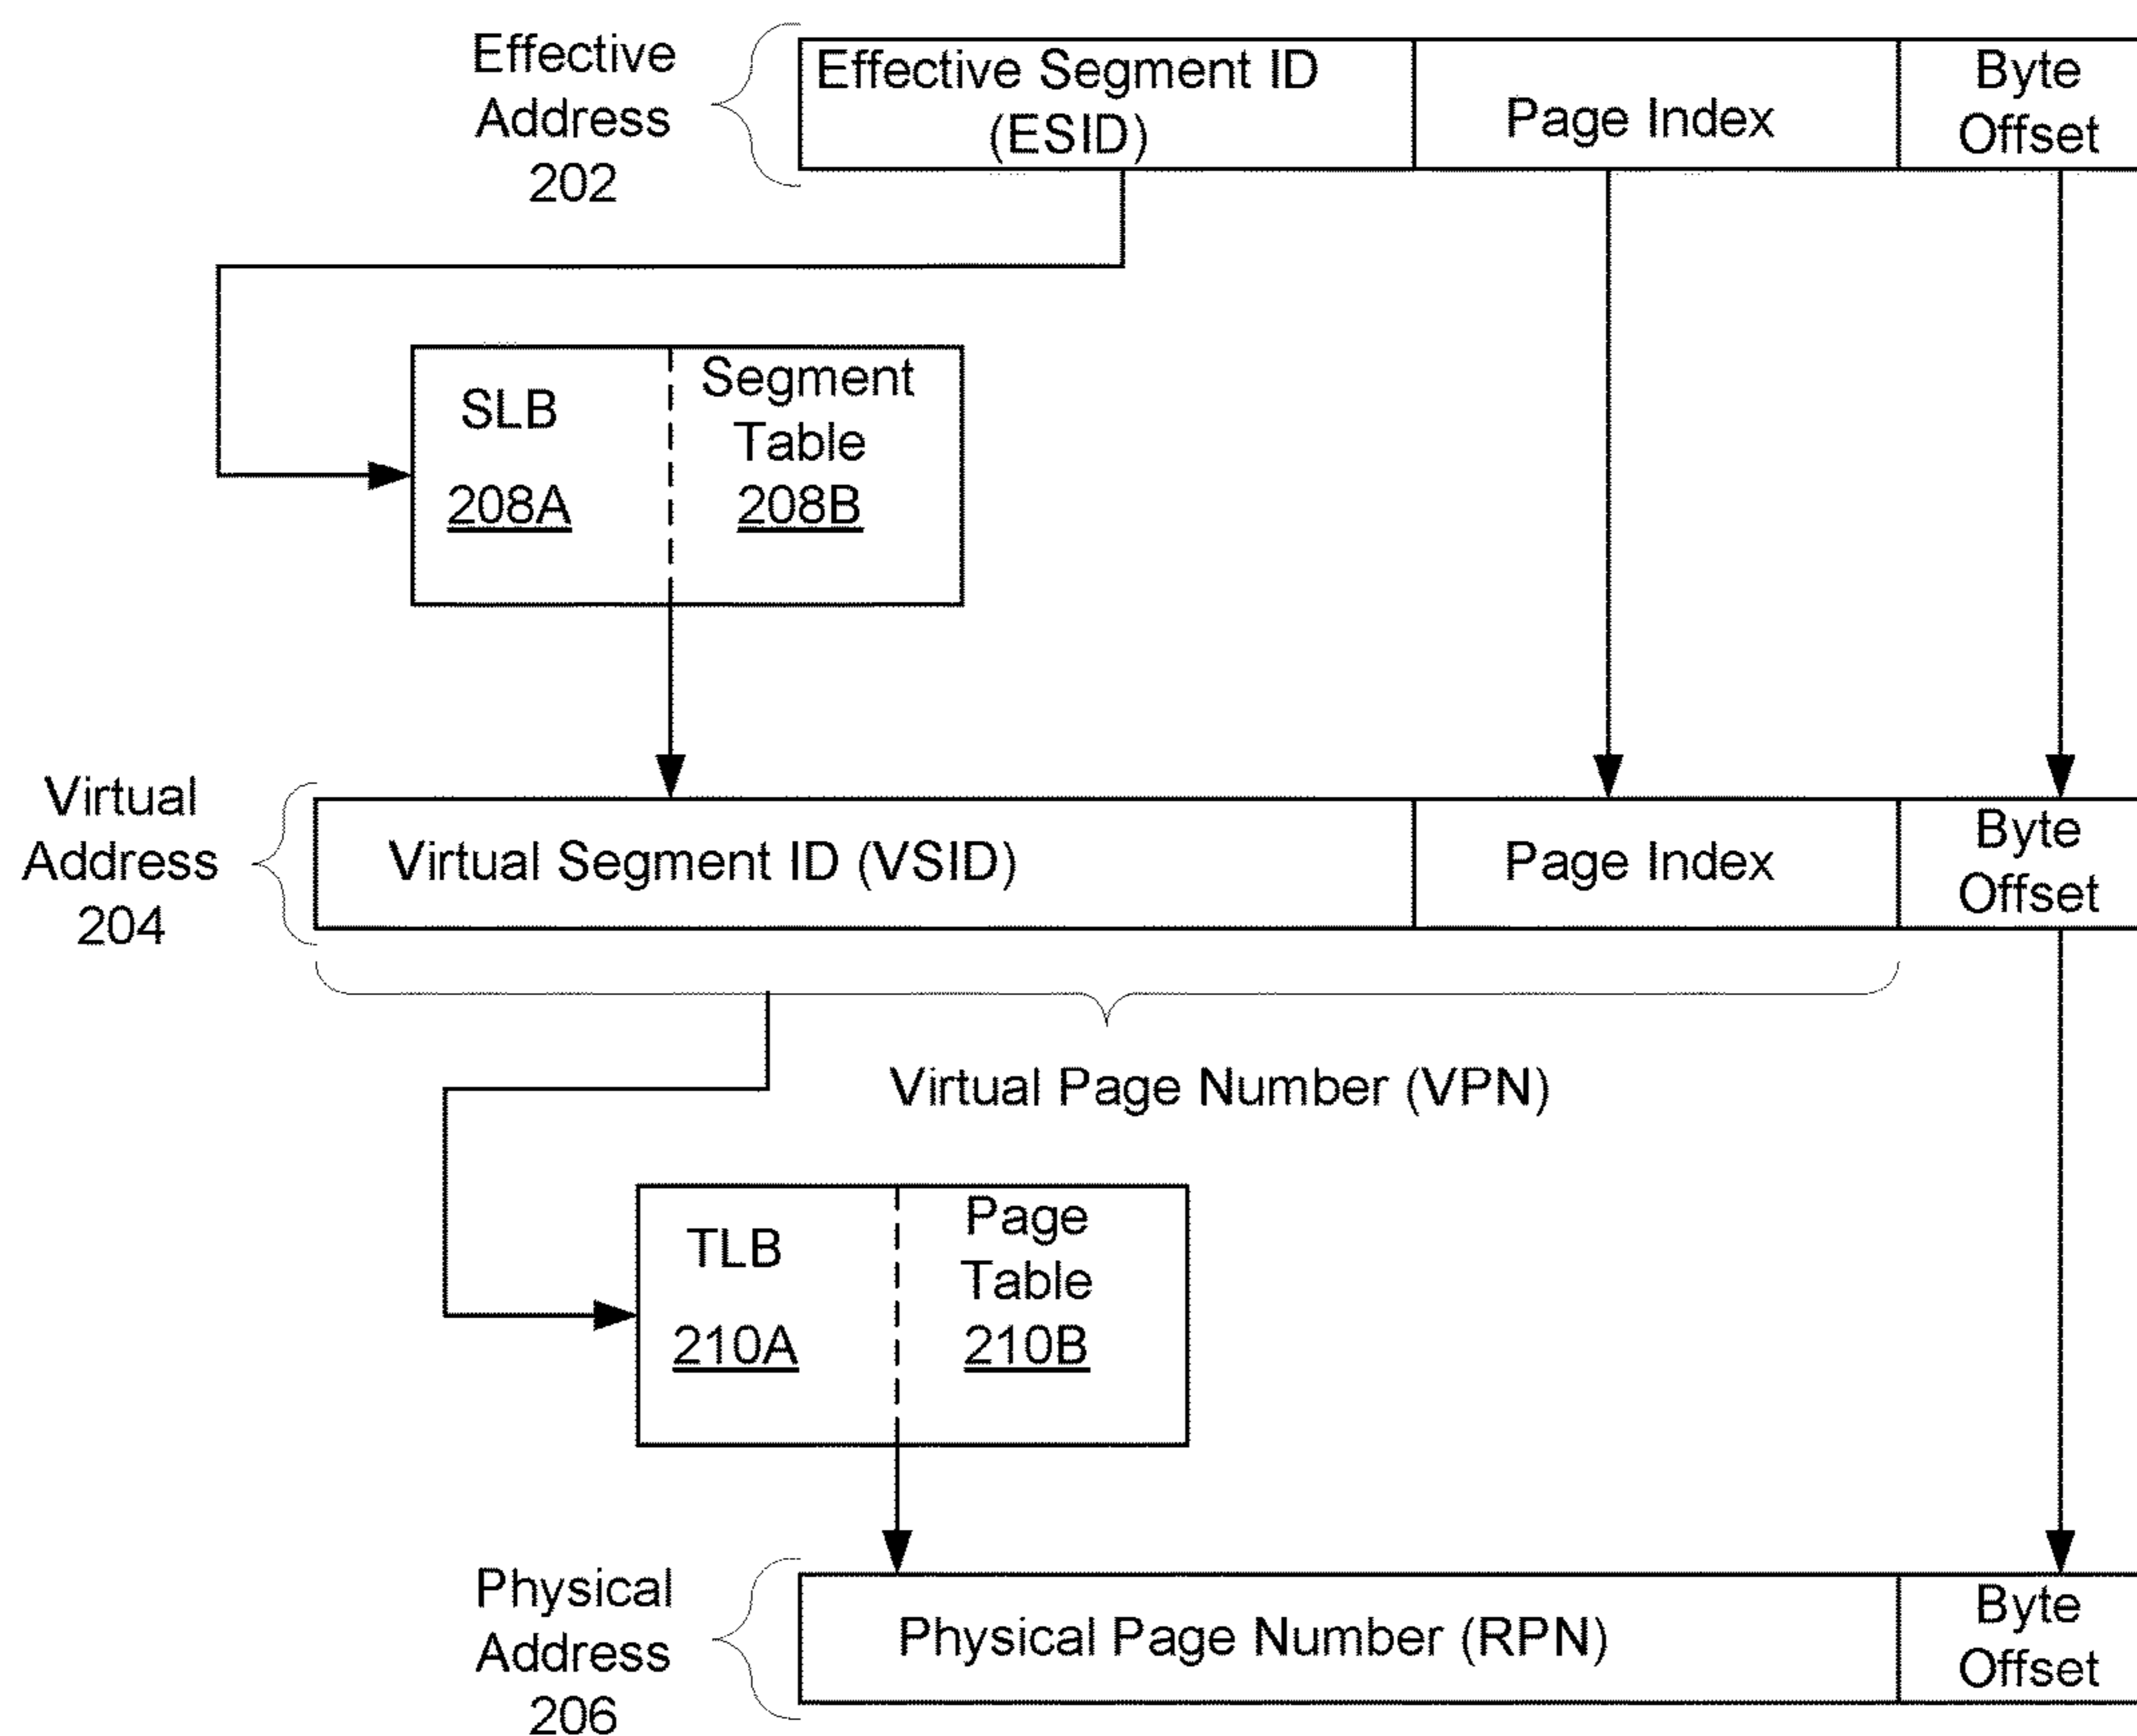 Effective
Address
202
Effective Segment ID
(ESID)
Page Index
Byte
Offset
SLB
208A
Segment
Table
208B
Virtual
Address
204
Virtual Segment ID (VSID)
Page Index
Byte
Offset
Virtual Page Number (VPN)
TLB
210A
Page
Table
210B
Physical
Address
206
Physical Page Number (RPN)
Byte
Offset